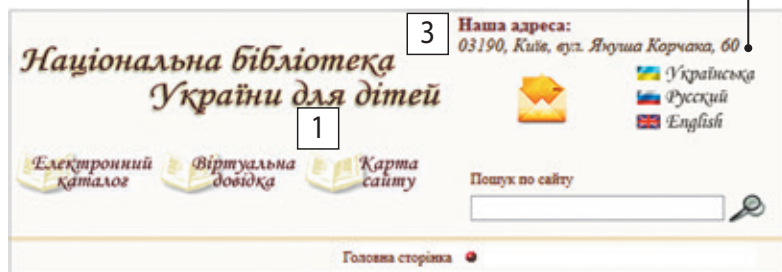 3
Наша адреса:
03190, Київ, вул. Януша Корчака, 60
Національна бібліотека
України для дітей
Українська
Русский
English
1
Електронний
каталог
Віртуальна
довідка
Карта
сайту
Пошук по сайту
Головна сторінка